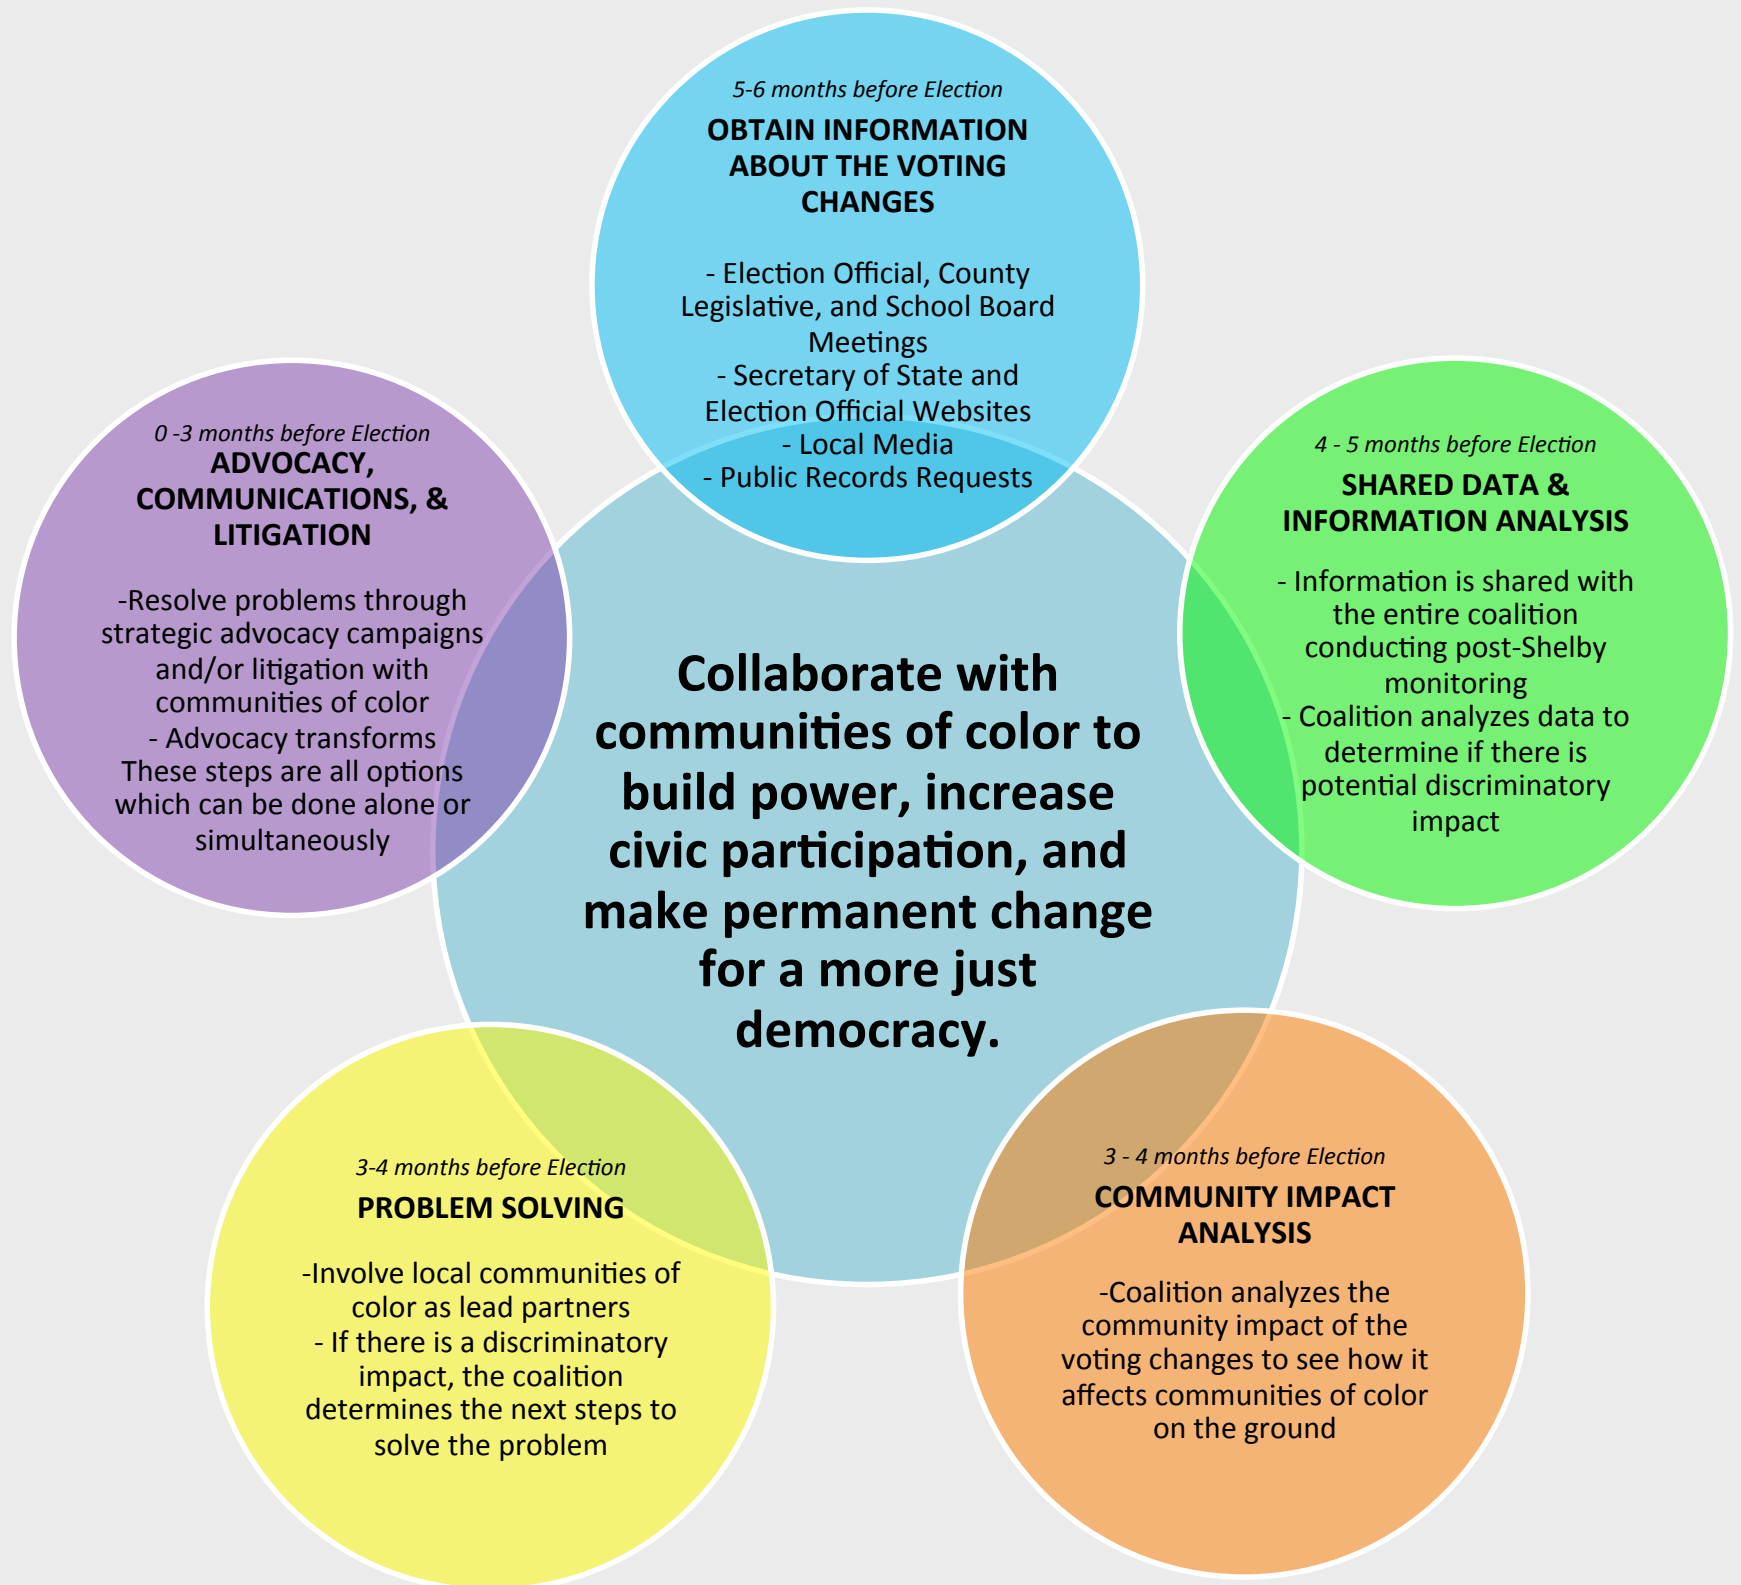 5-6 months before Election
OBTAIN INFORMATION
ABOUT THE VOTING
CHANGES
- Election Official, County
Legislative, and School Board
Meetings
- Secretary of State and
Election Official Websites
- Local Media
- Public Records Requests
4 - 5 months before Election
SHARED DATA &
INFORMATION ANALYSIS
- Information is shared with
the entire coalition
conducting post-Shelby
monitoring
- Coalition analyzes data to
determine if there is
potential discriminatory
impact
3 - 4 months before Election
COMMUNITY IMPACT
ANALYSIS
-Coalition analyzes the
community impact of the
voting changes to see how it
affects communities of color
on the ground
3-4 months before Election
PROBLEM SOLVING
-Involve local communities of
color as lead partners
- If there is a discriminatory
impact, the coalition
determines the next steps to
solve the problem
0 -3 months before Election
ADVOCACY,
COMMUNICATIONS, &
LITIGATION
-Resolve problems through
strategic advocacy campaigns
and/or litigation with
communities of color
- Advocacy transforms
These steps are all options
which can be done alone or
simultaneously
Collaborate with
communities of color to
build power, increase
civic participation, and
make permanent change
for a more just
democracy.